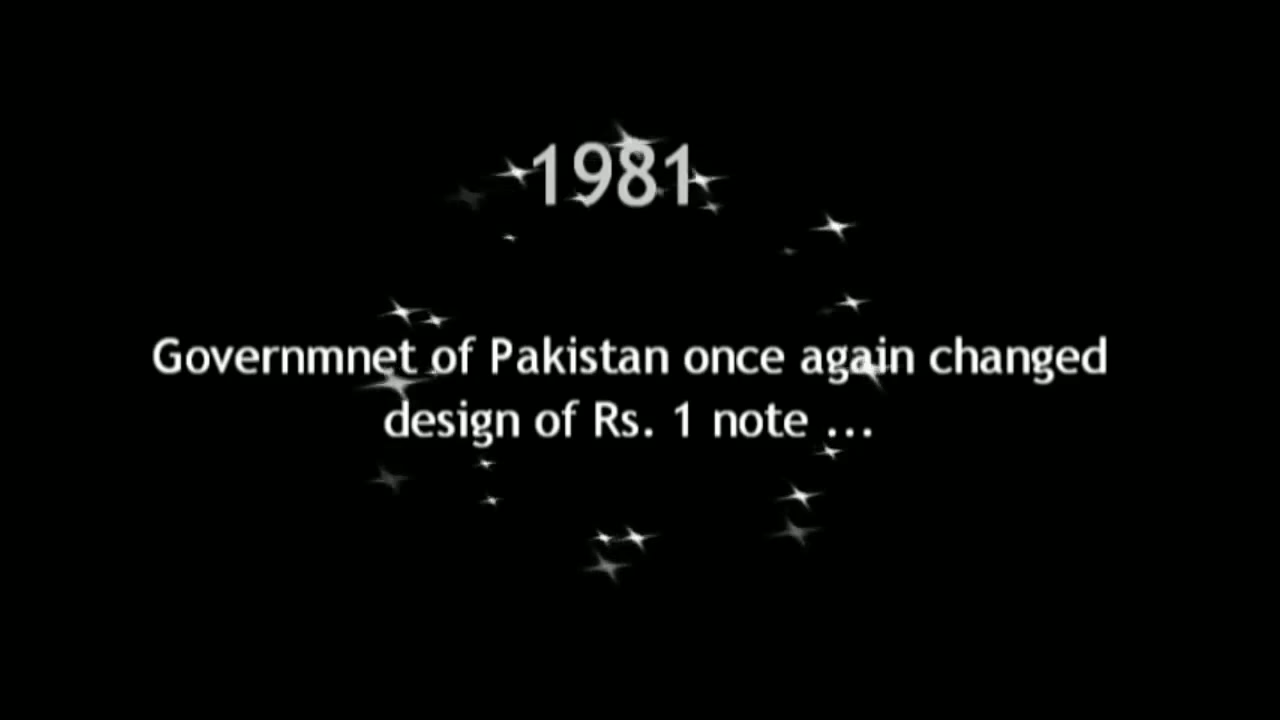 1981
Governmnet of Pakistan once again changed
design of Rs. 1 note ...